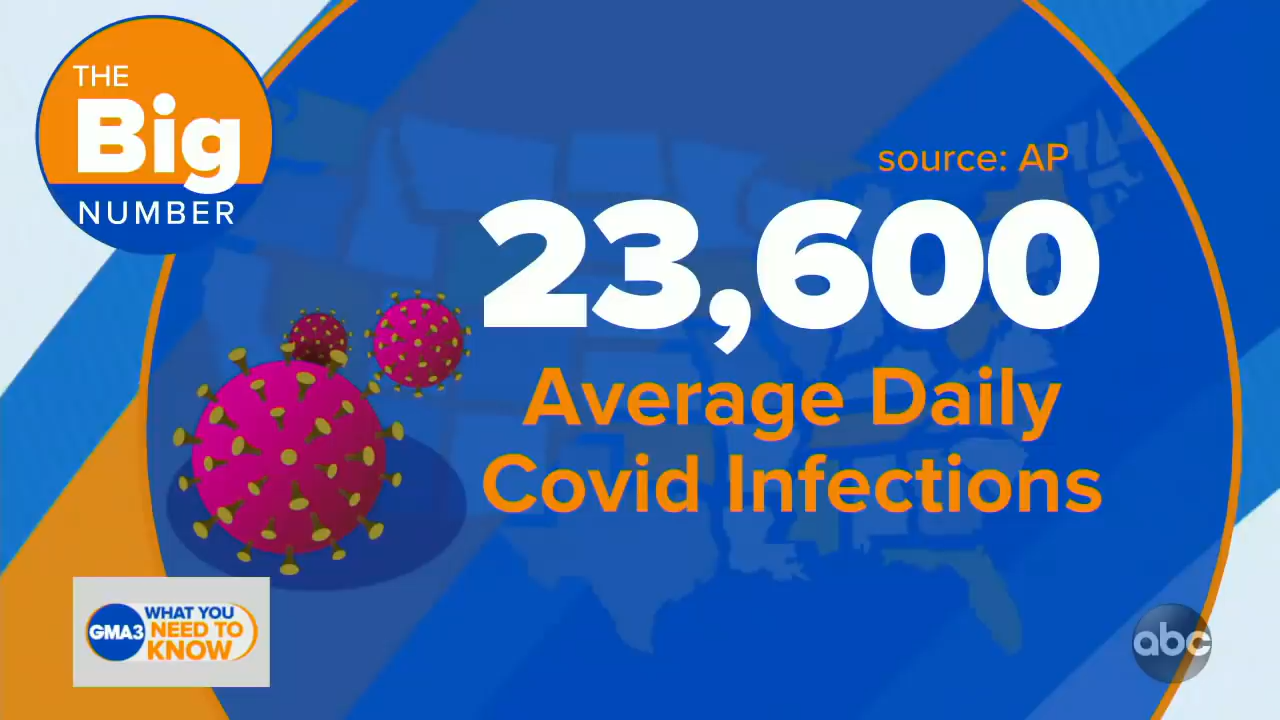 THE
Big
NUMBER
source: AP
23,600
Average Daily
Covid Infections
GMA3
WHAT YOU
NEED TO
KNOW
abc